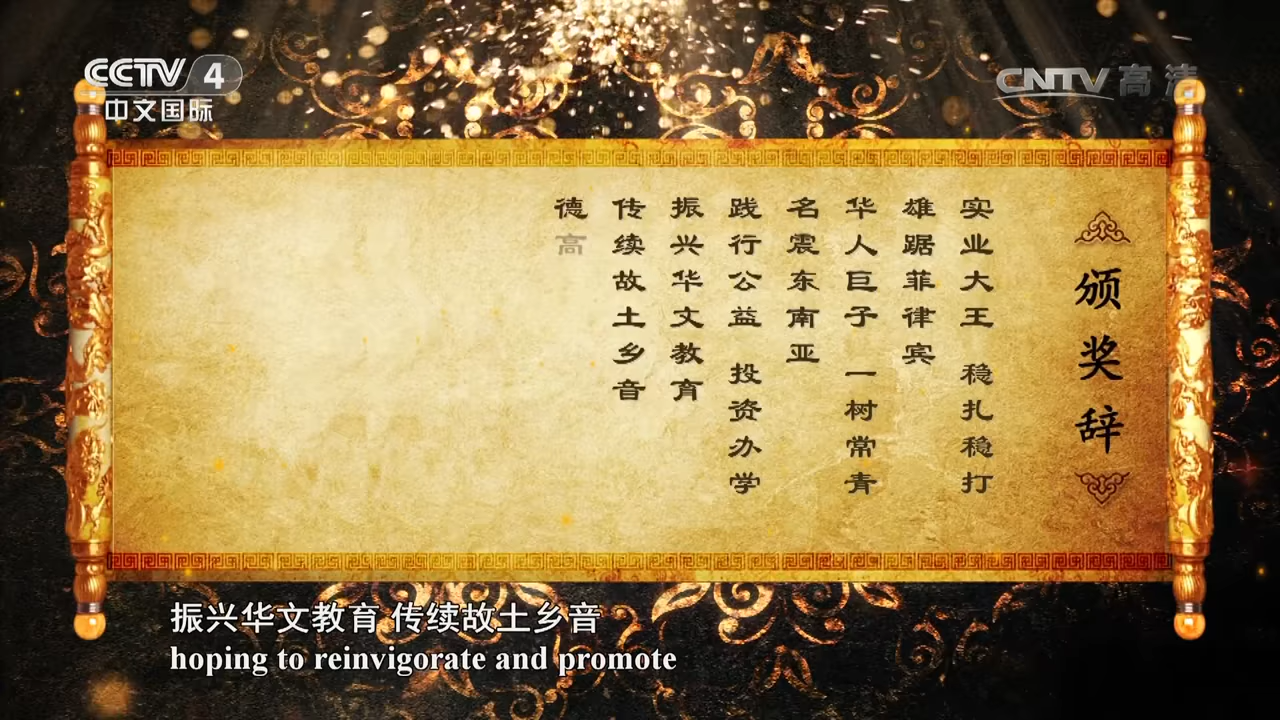 CCTV 4
中文国际
CNTV 高清
颁奖辞
实业大王 稳扎稳打
雄踞菲律宾
华人巨子 一树常青
名震东南亚
践行公益 投资办学
振兴华文教育
传续故土乡音
德高
振兴华文教育 传续故土乡音
hoping to reinvigorate and promote